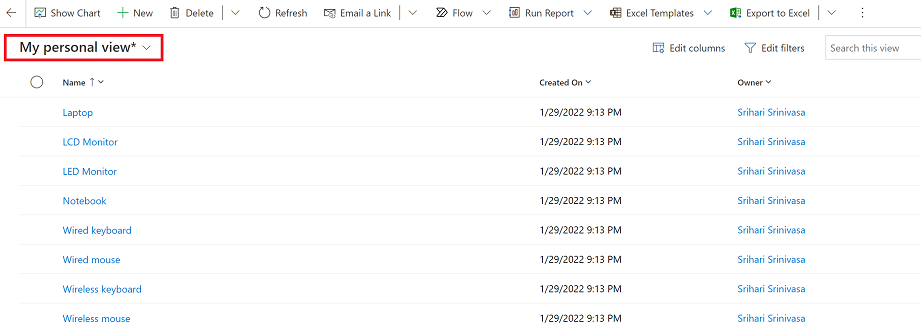 Show Chart New Delete Refresh Email a Link Flow Run Report Excel Templates Export to Excel
My personal view* Edit columns Edit filters Search this view
Name Created On Owner
Laptop 1/29/2022 9:13 PM Srihari Srinivasa
LCD Monitor 1/29/2022 9:13 PM Srihari Srinivasa
LED Monitor 1/29/2022 9:13 PM Srihari Srinivasa
Notebook 1/29/2022 9:13 PM Srihari Srinivasa
Wired keyboard 1/29/2022 9:13 PM Srihari Srinivasa
Wired mouse 1/29/2022 9:13 PM Srihari Srinivasa
Wireless keyboard 1/29/2022 9:13 PM Srihari Srinivasa
Wireless mouse 1/29/2022 9:13 PM Srihari Srinivasa